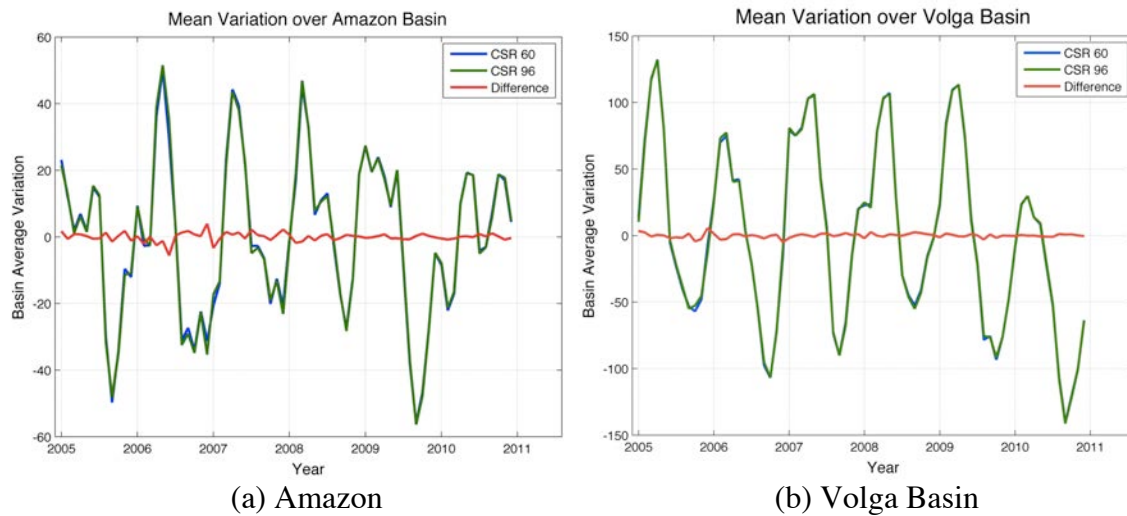 Mean Variation over Amazon Basin
60
40
20
0
-20
-40
-60
Basin Average Variation
2005
2006
2007
2008
2009
2010
2011
Year
CSR 60
CSR 96
Difference
(a) Amazon
Mean Variation over Volga Basin
150
100
50
0
-50
-100
-150
Basin Average Variation
2005
2006
2007
2008
2009
2010
2011
Year
CSR 60
CSR 96
Difference
(b) Volga Basin